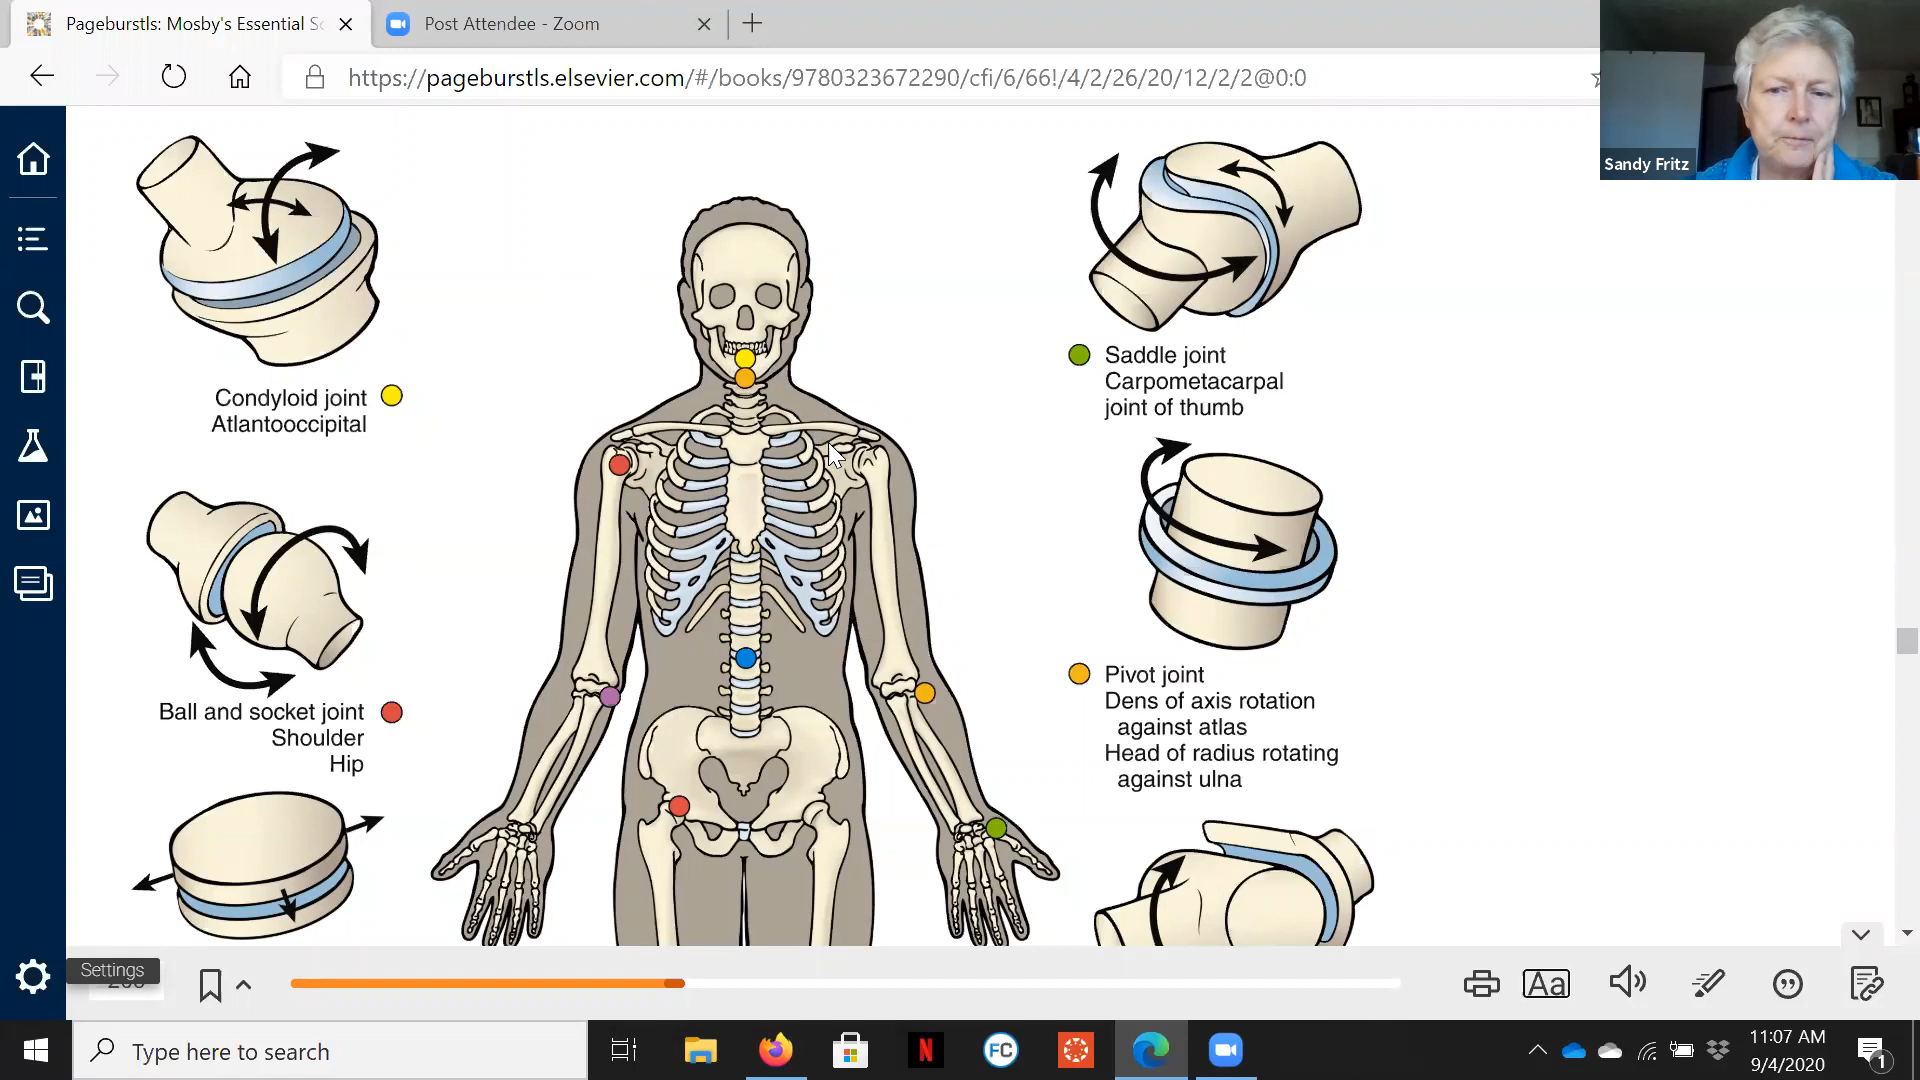 Pageburstls: Mosby's Essential Sc
Post Attendee - Zoom
https://pageburstls.elsevier.com/#/books/9780323672290/cfi/6/66!/4/2/26/20/12/2/2@0:0
Sandy Fritz
Condyloid joint
Atlantooccipital
Saddle joint
Carpometacarpal
joint of thumb
Ball and socket joint
Shoulder
Hip
Pivot joint
Dens of axis rotation
against atlas
Head of radius rotating
against ulna
Settings
Aa
Type here to search
N
FC
11:07 AM
9/4/2020
1